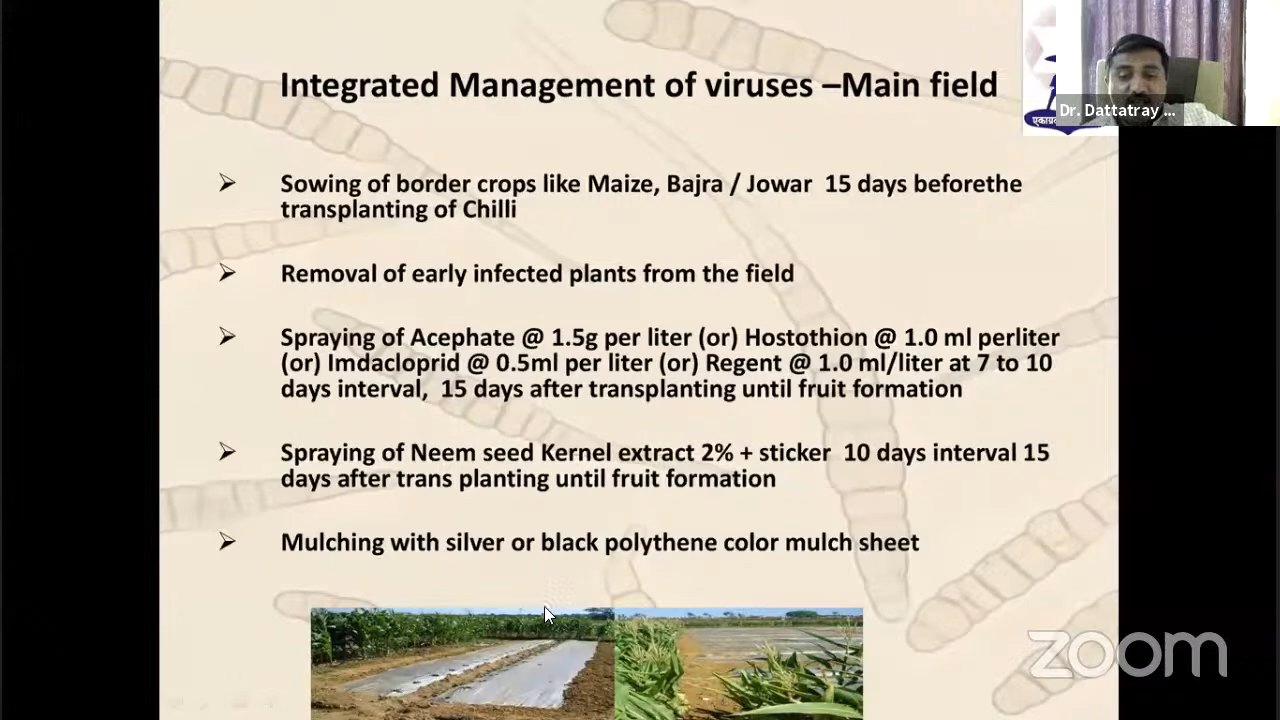 Integrated Management of viruses –Main field
Dr. Dattatray ...
Sowing of border crops like Maize, Bajra / Jowar 15 days beforethe
transplanting of Chilli
Removal of early infected plants from the field
Spraying of Acephate @ 1.5g per liter (or) Hostothion @ 1.0 ml perliter
(or) Imdacloprid @ 0.5ml per liter (or) Regent @ 1.0 ml/liter at 7 to 10
days interval, 15 days after transplanting until fruit formation
Spraying of Neem seed Kernel extract 2% + sticker 10 days interval 15
days after trans planting until fruit formation
Mulching with silver or black polythene color mulch sheet
zoom